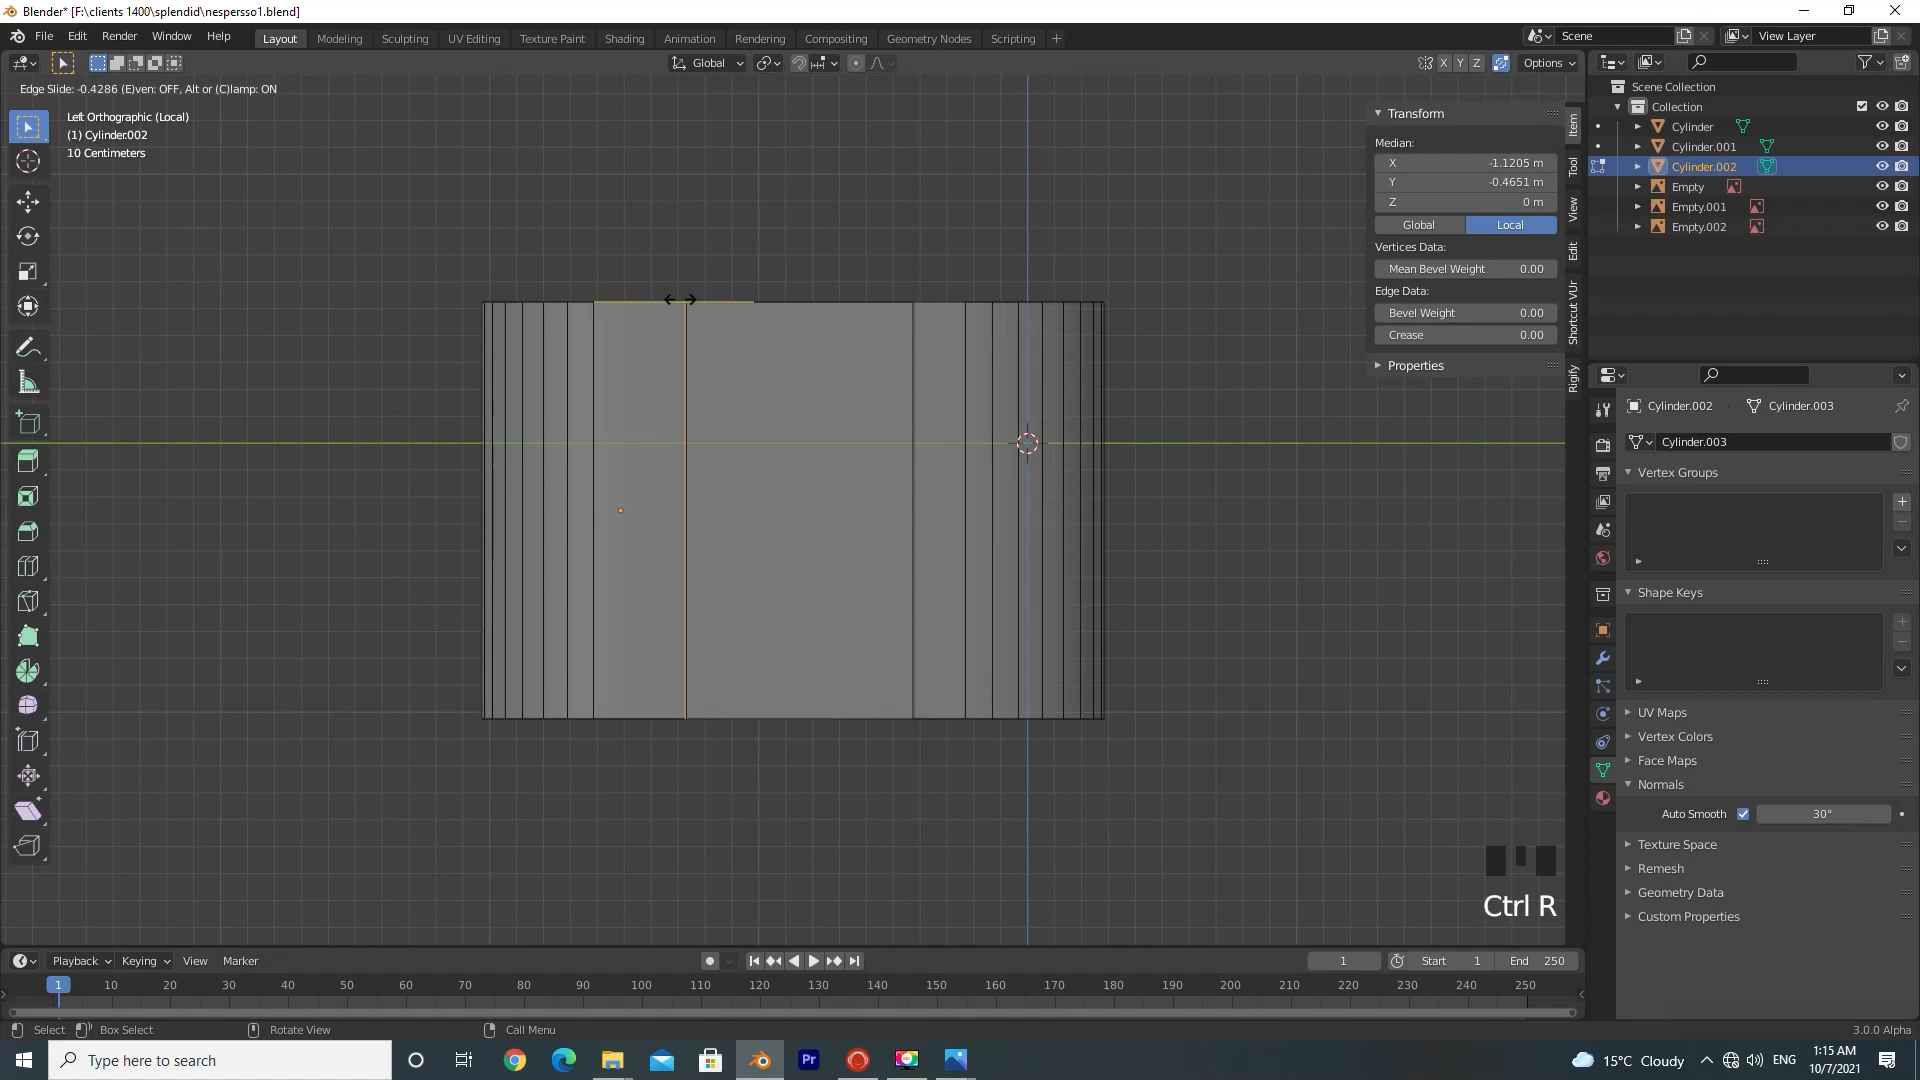 Blender* [F:\clients 1400\splendid\nespersso1.blend]
File Edit Render Window Help Layout Modeling Sculpting UV Editing Texture Paint Shading Animation Rendering Compositing Geometry Nodes Scripting + Scene View Layer
Global X Y Z Options
Edge Slide: -0.4286 (E)ven: OFF, Alt or (C)lamp: ON
Left Orthographic (Local)
(1) Cylinder.002
10 Centimeters
Transform
Median:
X -1.1205 m
Y -0.4651 m
Z 0 m
Global Local
Vertices Data:
Mean Bevel Weight 0.00
Edge Data:
Bevel Weight 0.00
Crease 0.00
Properties
Item
Tool
View
Edit
Shortcut VUr
Rigify
Scene Collection
Collection
Cylinder
Cylinder.001
Cylinder.002
Empty
Empty.001
Empty.002
Cylinder.002 Cylinder.003
Cylinder.003
Vertex Groups
Shape Keys
UV Maps
Vertex Colors
Face Maps
Normals
Auto Smooth 30°
Texture Space
Remesh
Geometry Data
Custom Properties
Ctrl R
Playback Keying View Marker 1 Start 1 End 250
1 10 20 30 40 50 60 70 80 90 100 110 120 130 140 150 160 170 180 190 200 210 220 230 240 250
Select Box Select Rotate View Call Menu 3.0.0 Alpha
Type here to search Pr 15°C Cloudy ENG 1:15 AM
10/7/2021